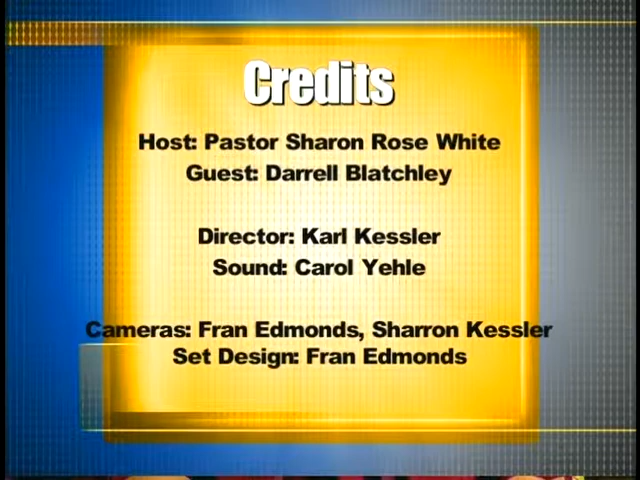 Credits
Host: Pastor Sharon Rose White
Guest: Darrell Blatchley
Director: Karl Kessler
Sound: Carol Yehle
Cameras: Fran Edmonds, Sharron Kessler
Set Design: Fran Edmonds